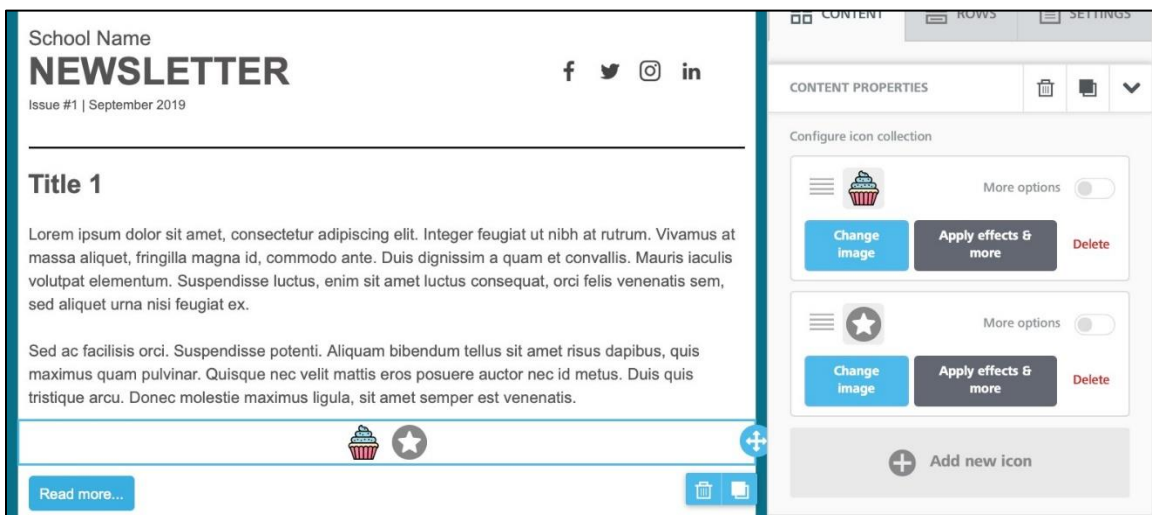 School Name
NEWSLETTER
Issue #1 | September 2019
Title 1
Lorem ipsum dolor sit amet, consectetur adipiscing elit. Integer feugiat ut nibh at rutrum. Vivamus at
massa aliquet, fringilla magna id, commodo ante. Duis dignissim a quam et convallis. Mauris iaculis
volutpat elementum. Suspendisse luctus, enim sit amet luctus consequat, orci felis venenatis sem,
sed aliquet urna nisi feugiat ex.
Sed ac facilisis orci. Suspendisse potenti. Aliquam bibendum tellus sit amet risus dapibus, quis
maximus quam pulvinar. Quisque nec velit mattis eros posuere auctor nec id metus. Duis quis
tristique arcu. Donec molestie maximus ligula, sit amet semper est venenatis.
Read more...
CONTENT
ROWS
SETTINGS
CONTENT PROPERTIES
Configure icon collection
More options
Change
image
Apply effects &
more
Delete
More options
Change
image
Apply effects &
more
Delete
Add new icon